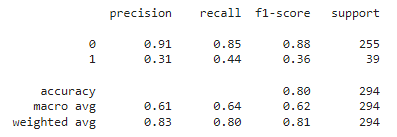 precision recall f1-score support
0 0.91 0.85 0.88 255
1 0.31 0.44 0.36 39
accuracy 0.80 294
macro avg 0.61 0.64 0.62 294
weighted avg 0.83 0.80 0.81 294